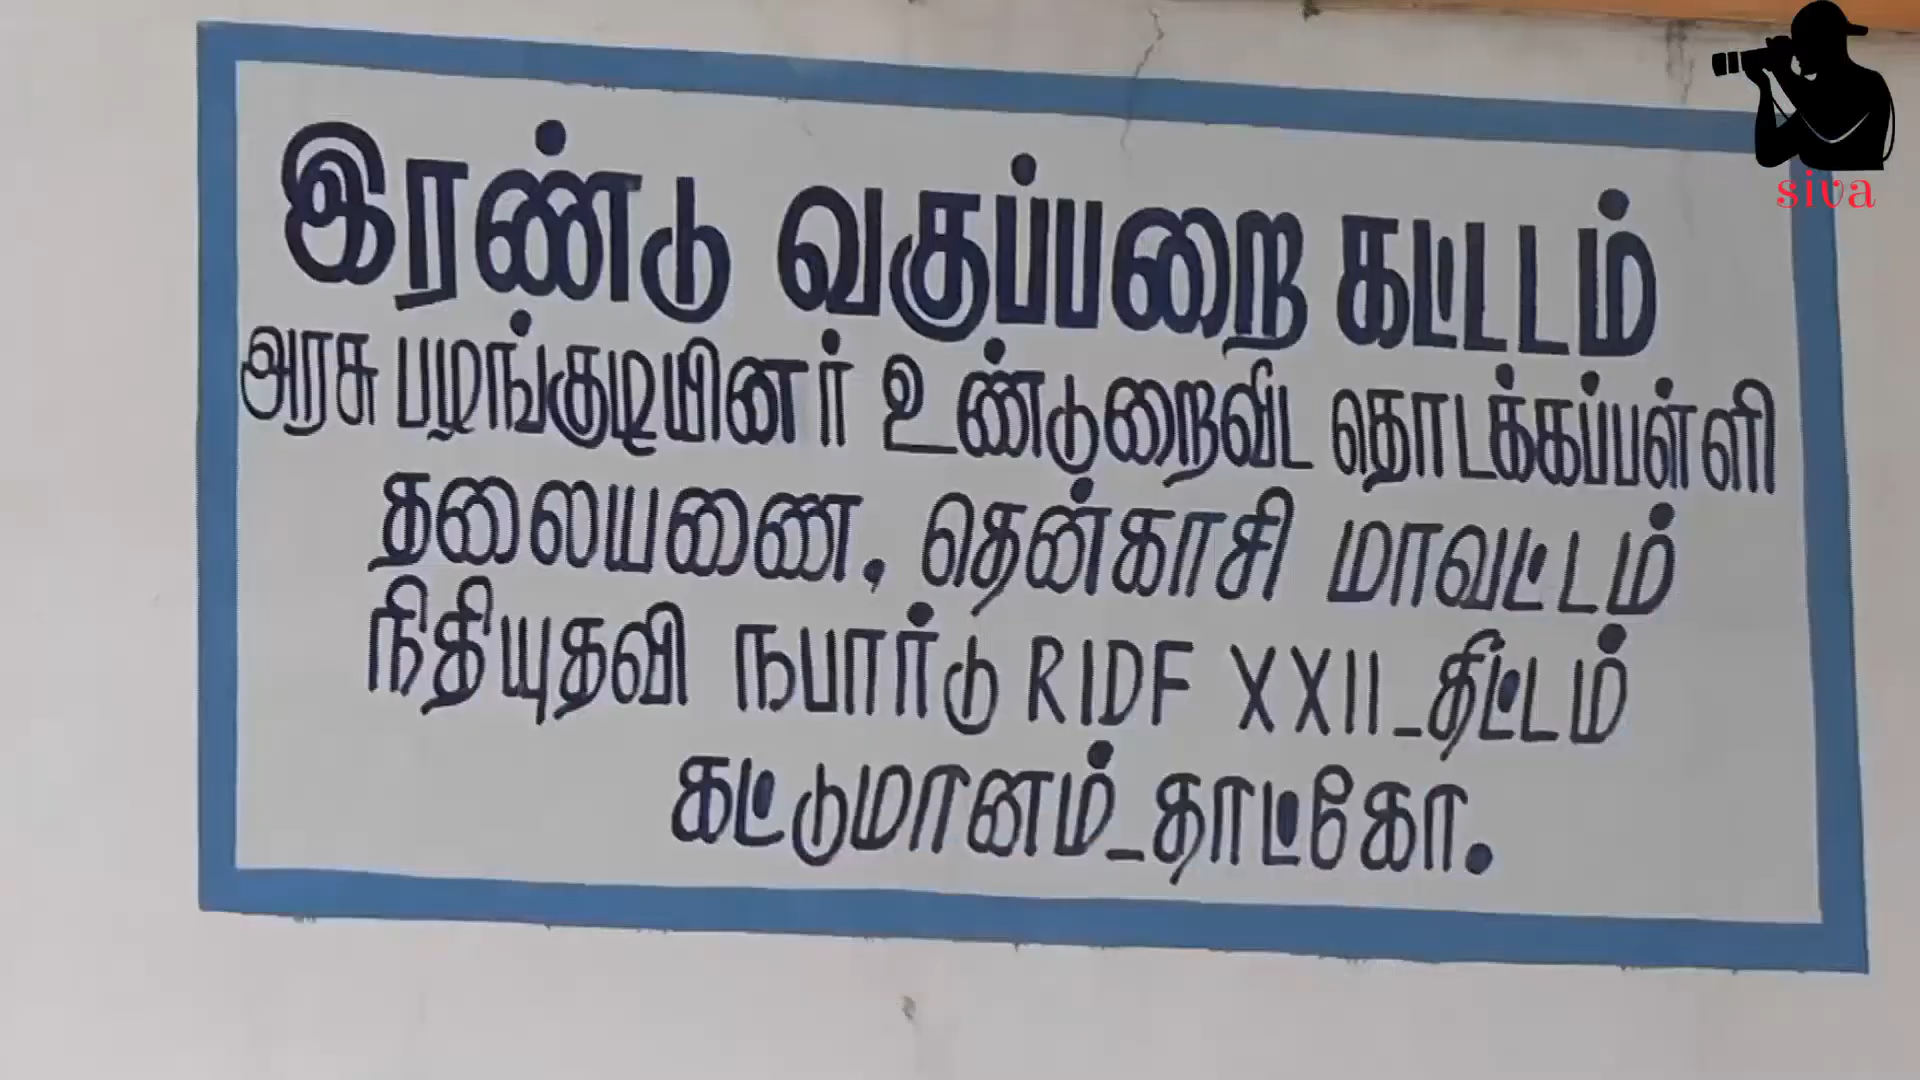 இரண்டு வகுப்பறை கட்டடம்
அரசு பழங்குடியினர் உண்டுறைவிட தொடக்கப்பள்ளி
தலையணை, தென்காசி மாவட்டம்
நிதியுதவி நபார்டு RIDF XXII_திட்டம்
கட்டுமானம்_தாட்கோ.
siva